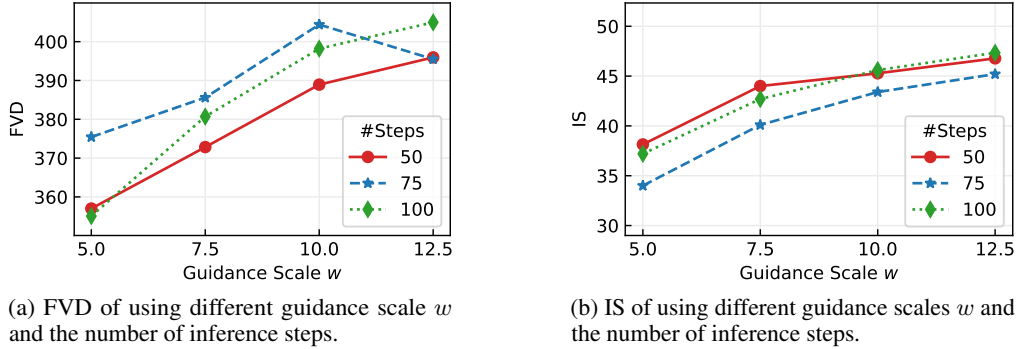 400
390
380
370
360
FVD
5.0 7.5 10.0 12.5
Guidance Scale w
#Steps
50
75
100
(a) FVD of using different guidance scale w
and the number of inference steps.
50
45
40
35
30
IS
5.0 7.5 10.0 12.5
Guidance Scale w
#Steps
50
75
100
(b) IS of using different guidance scales w and
the number of inference steps.